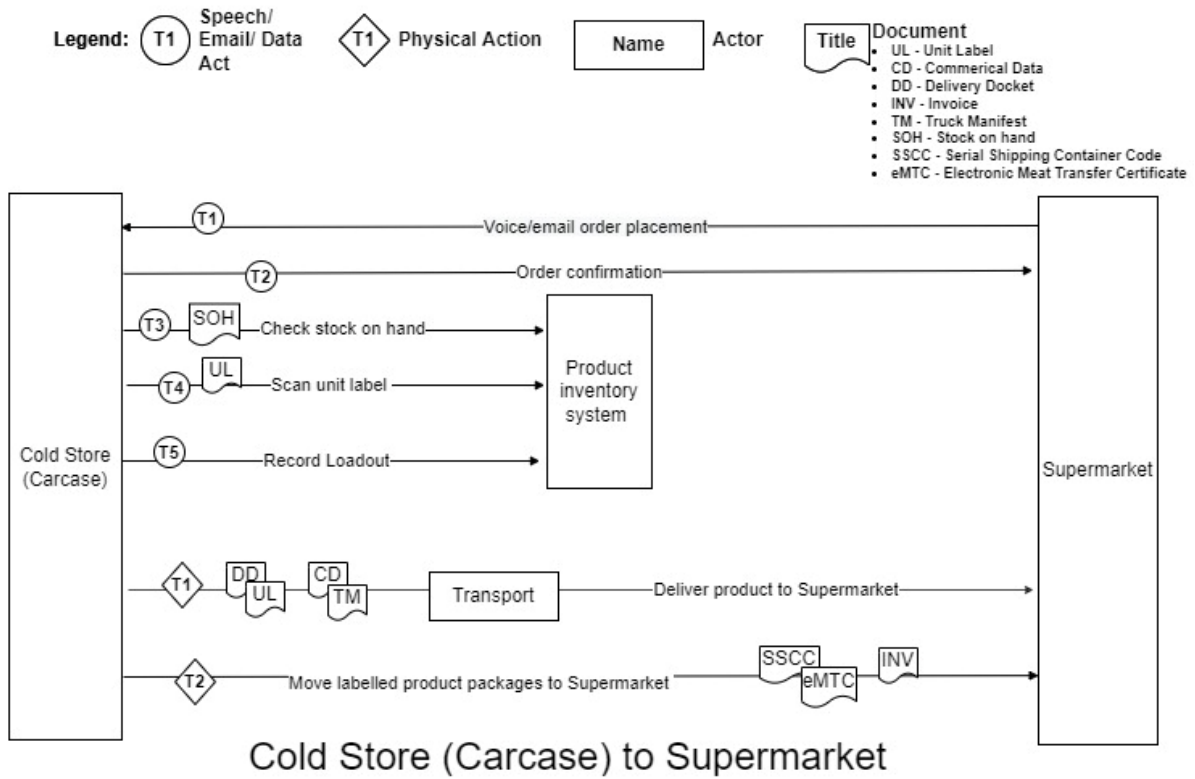 Legend:
T1
Speech/
Email/ Data
Act
T1
Physical Action
Name
Actor
Title
Document
• UL - Unit Label
• CD - Commerical Data
• DD - Delivery Docket
• INV - Invoice
• TM - Truck Manifest
• SOH - Stock on hand
• SSCC - Serial Shipping Container Code
• eMTC - Electronic Meat Transfer Certificate
T1
Voice/email order placement
T2
Order confirmation
T3
SOH
Check stock on hand
T4
UL
Scan unit label
T5
Record Loadout
Product
inventory
system
Cold Store
(Carcase)
Supermarket
T1
DD
UL
CD
TM
Transport
Deliver product to Supermarket
T2
Move labelled product packages to Supermarket
SSCC
eMTC
INV
Cold Store (Carcase) to Supermarket